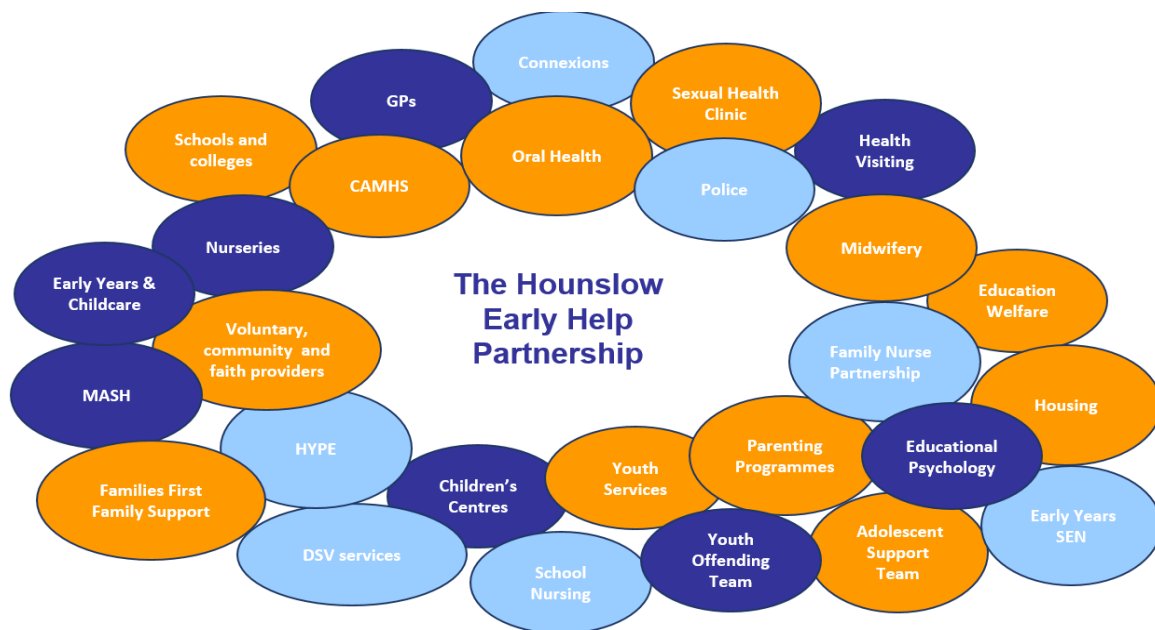 Connexions
GPs
Sexual Health
Clinic
Schools and
colleges
CAMHS
Oral Health
Police
Health
Visiting
Nurseries
Midwifery
Early Years &
Childcare
The Hounslow
Early Help
Partnership
Education
Welfare
Voluntary,
community and
faith providers
Family Nurse
Partnership
MASH
Housing
HYPE
Children's
Centres
Youth
Services
Parenting
Programmes
Educational
Psychology
Families First
Family Support
DSV services
School
Nursing
Youth
Offending
Team
Adolescent
Support
Team
Early Years
SEN